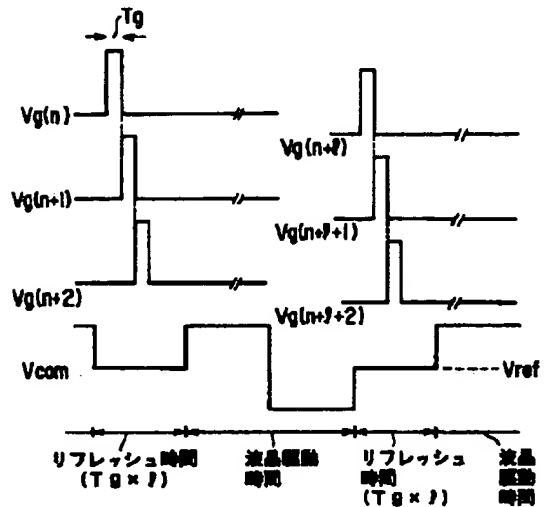 Tg
Vg(n)
Vg(n+ℓ)
Vg(n+1)
Vg(n+ℓ+1)
Vg(n+2)
Vg(n+ℓ+2)
Vcom
Vref
リフレッシュ時間
(Tg×ℓ)
液晶駆動
時間
リフレッシュ
時間
(Tg×ℓ)
液晶
駆動
時間